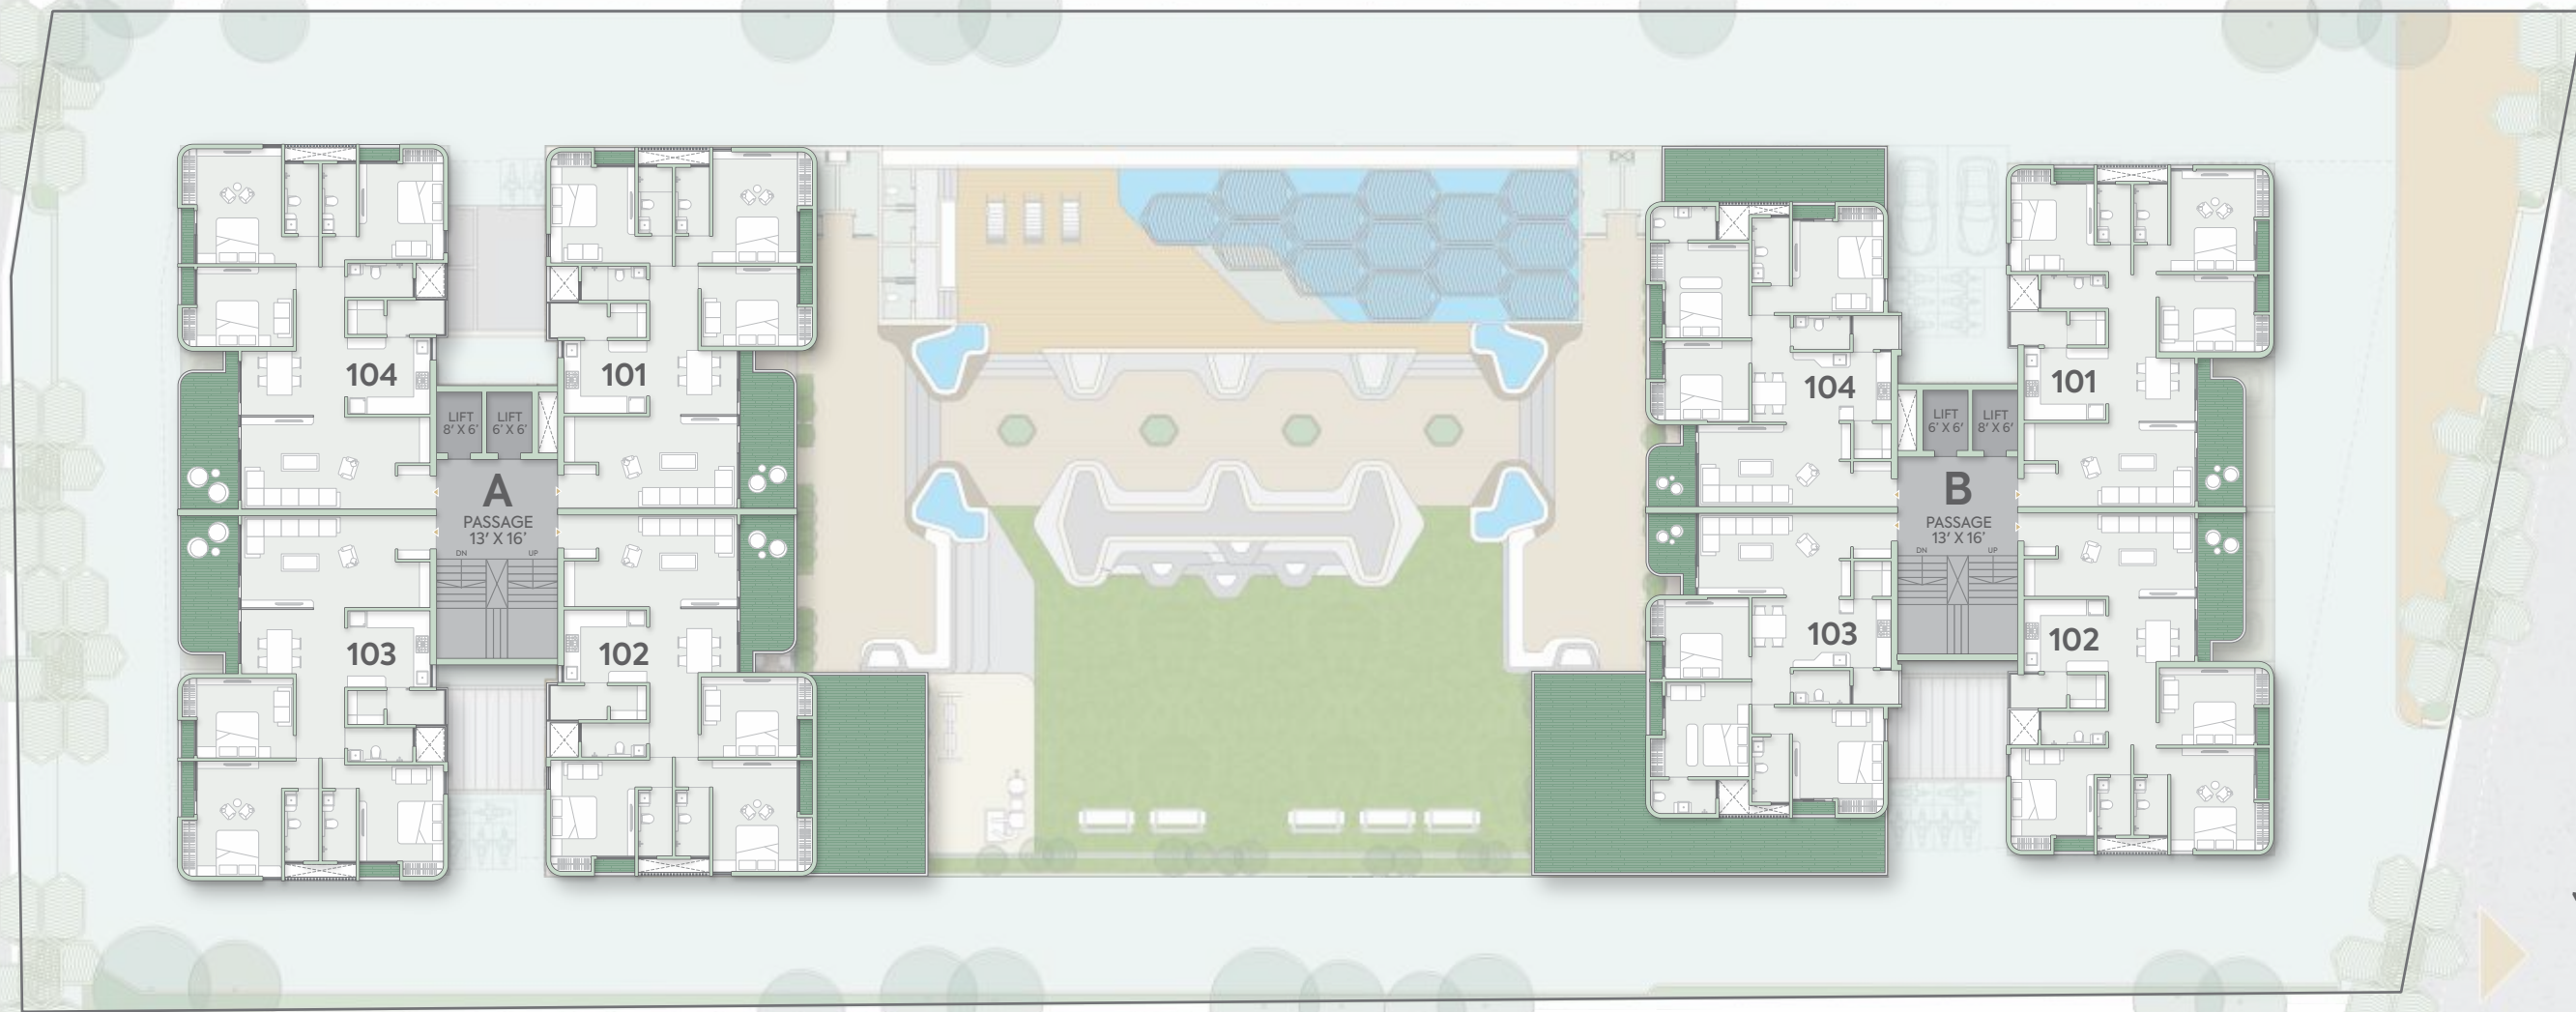 104
101
LIFT
8' X 6'
LIFT
6' X 6'
A
PASSAGE
13' X 16'
DN
UP
103
102
104
101
LIFT
6' X 6'
LIFT
8' X 6'
B
PASSAGE
13' X 16'
DN
UP
103
102